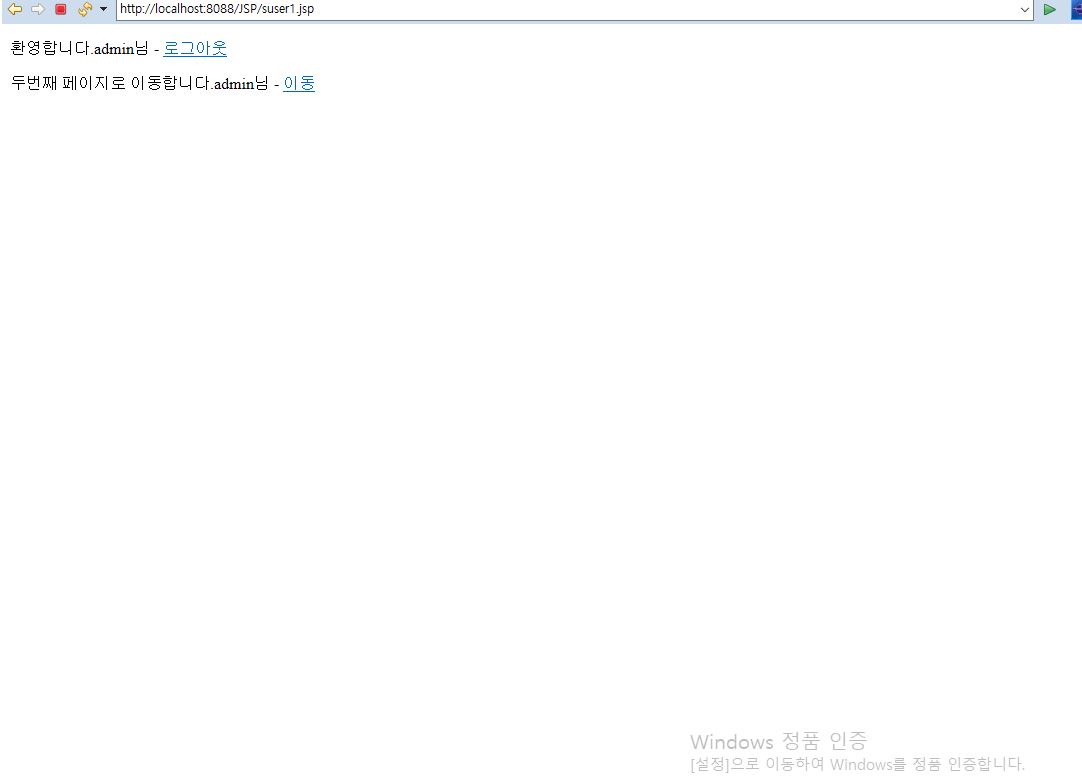 http://localhost:8088/JSP/suser1.jsp
환영합니다.admin님 - 로그아웃
두번째 페이지로 이동합니다.admin님 - 이동
Windows 정품 인증
[설정]으로 이동하여 Windows를 정품 인증합니다.